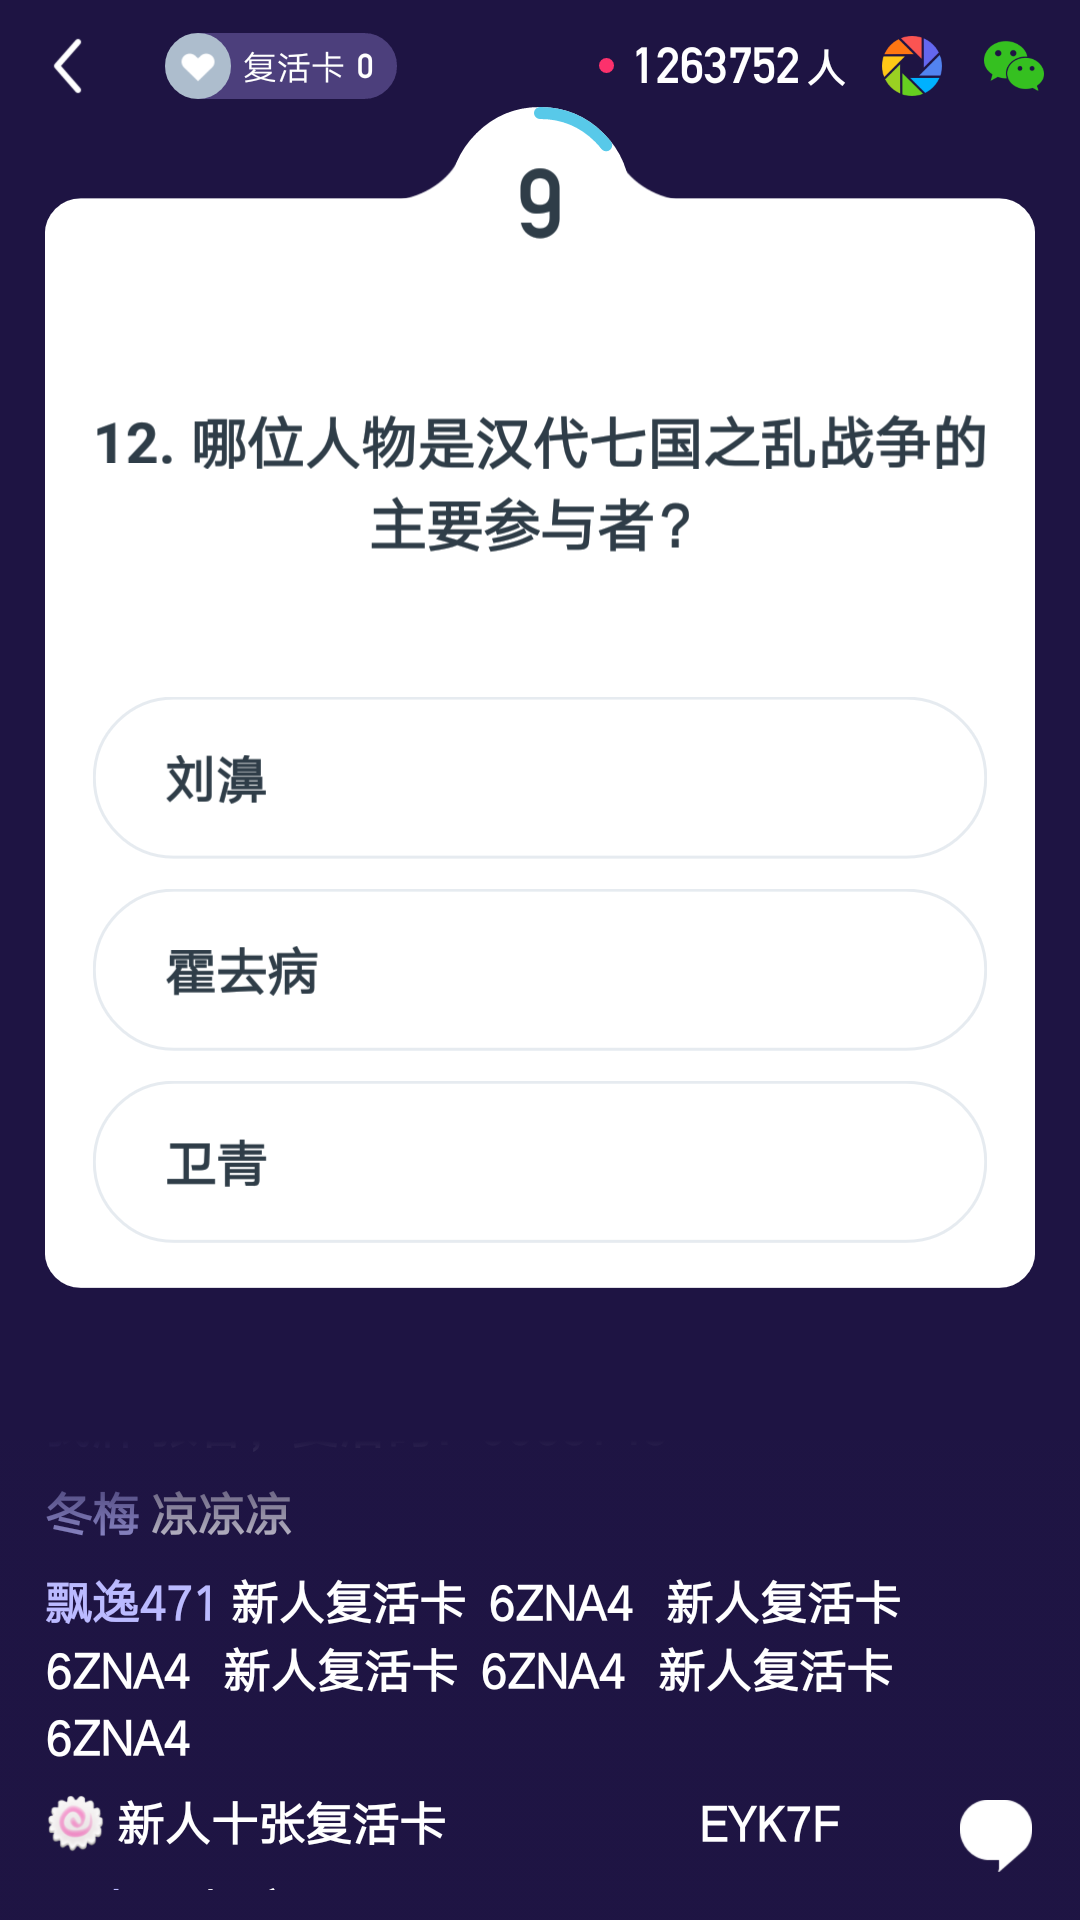 复活卡 0
1263752 人
9
12. 哪位人物是汉代七国之乱战争的
主要参与者？
刘濞
霍去病
卫青
冬梅 凉凉凉
飘逸471 新人复活卡 6ZNA4 新人复活卡
6ZNA4 新人复活卡 6ZNA4 新人复活卡
6ZNA4
新人十张复活卡 EYK7F